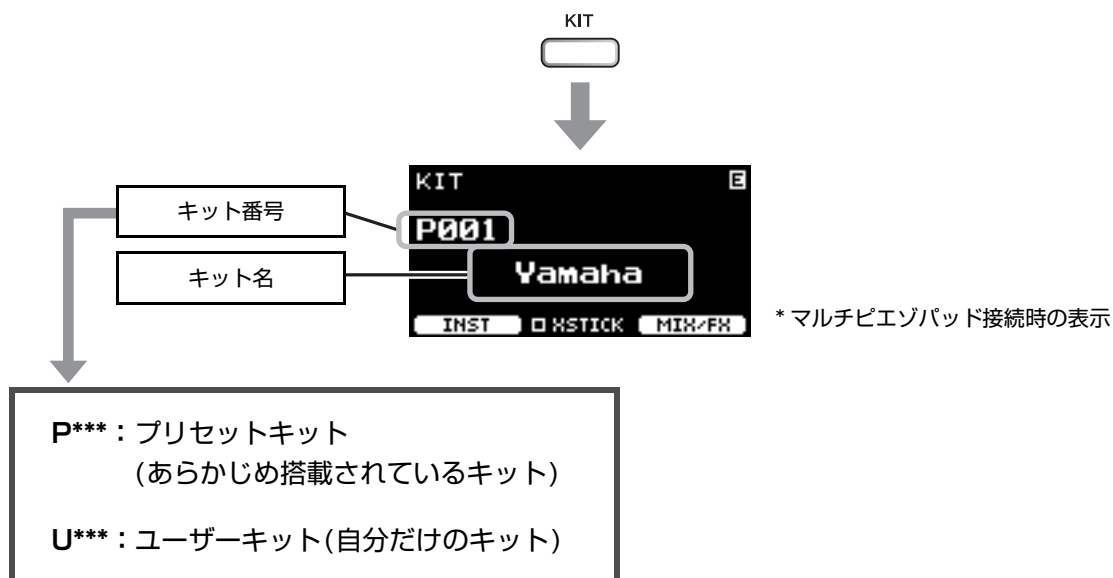 KIT
KIT E
キット番号
P001
キット名
Yamaha
INST XSTICK MIX/FX
* マルチピエゾパッド接続時の表示
P***：プリセットキット
(あらかじめ搭載されているキット)
U***：ユーザーキット(自分だけのキット)